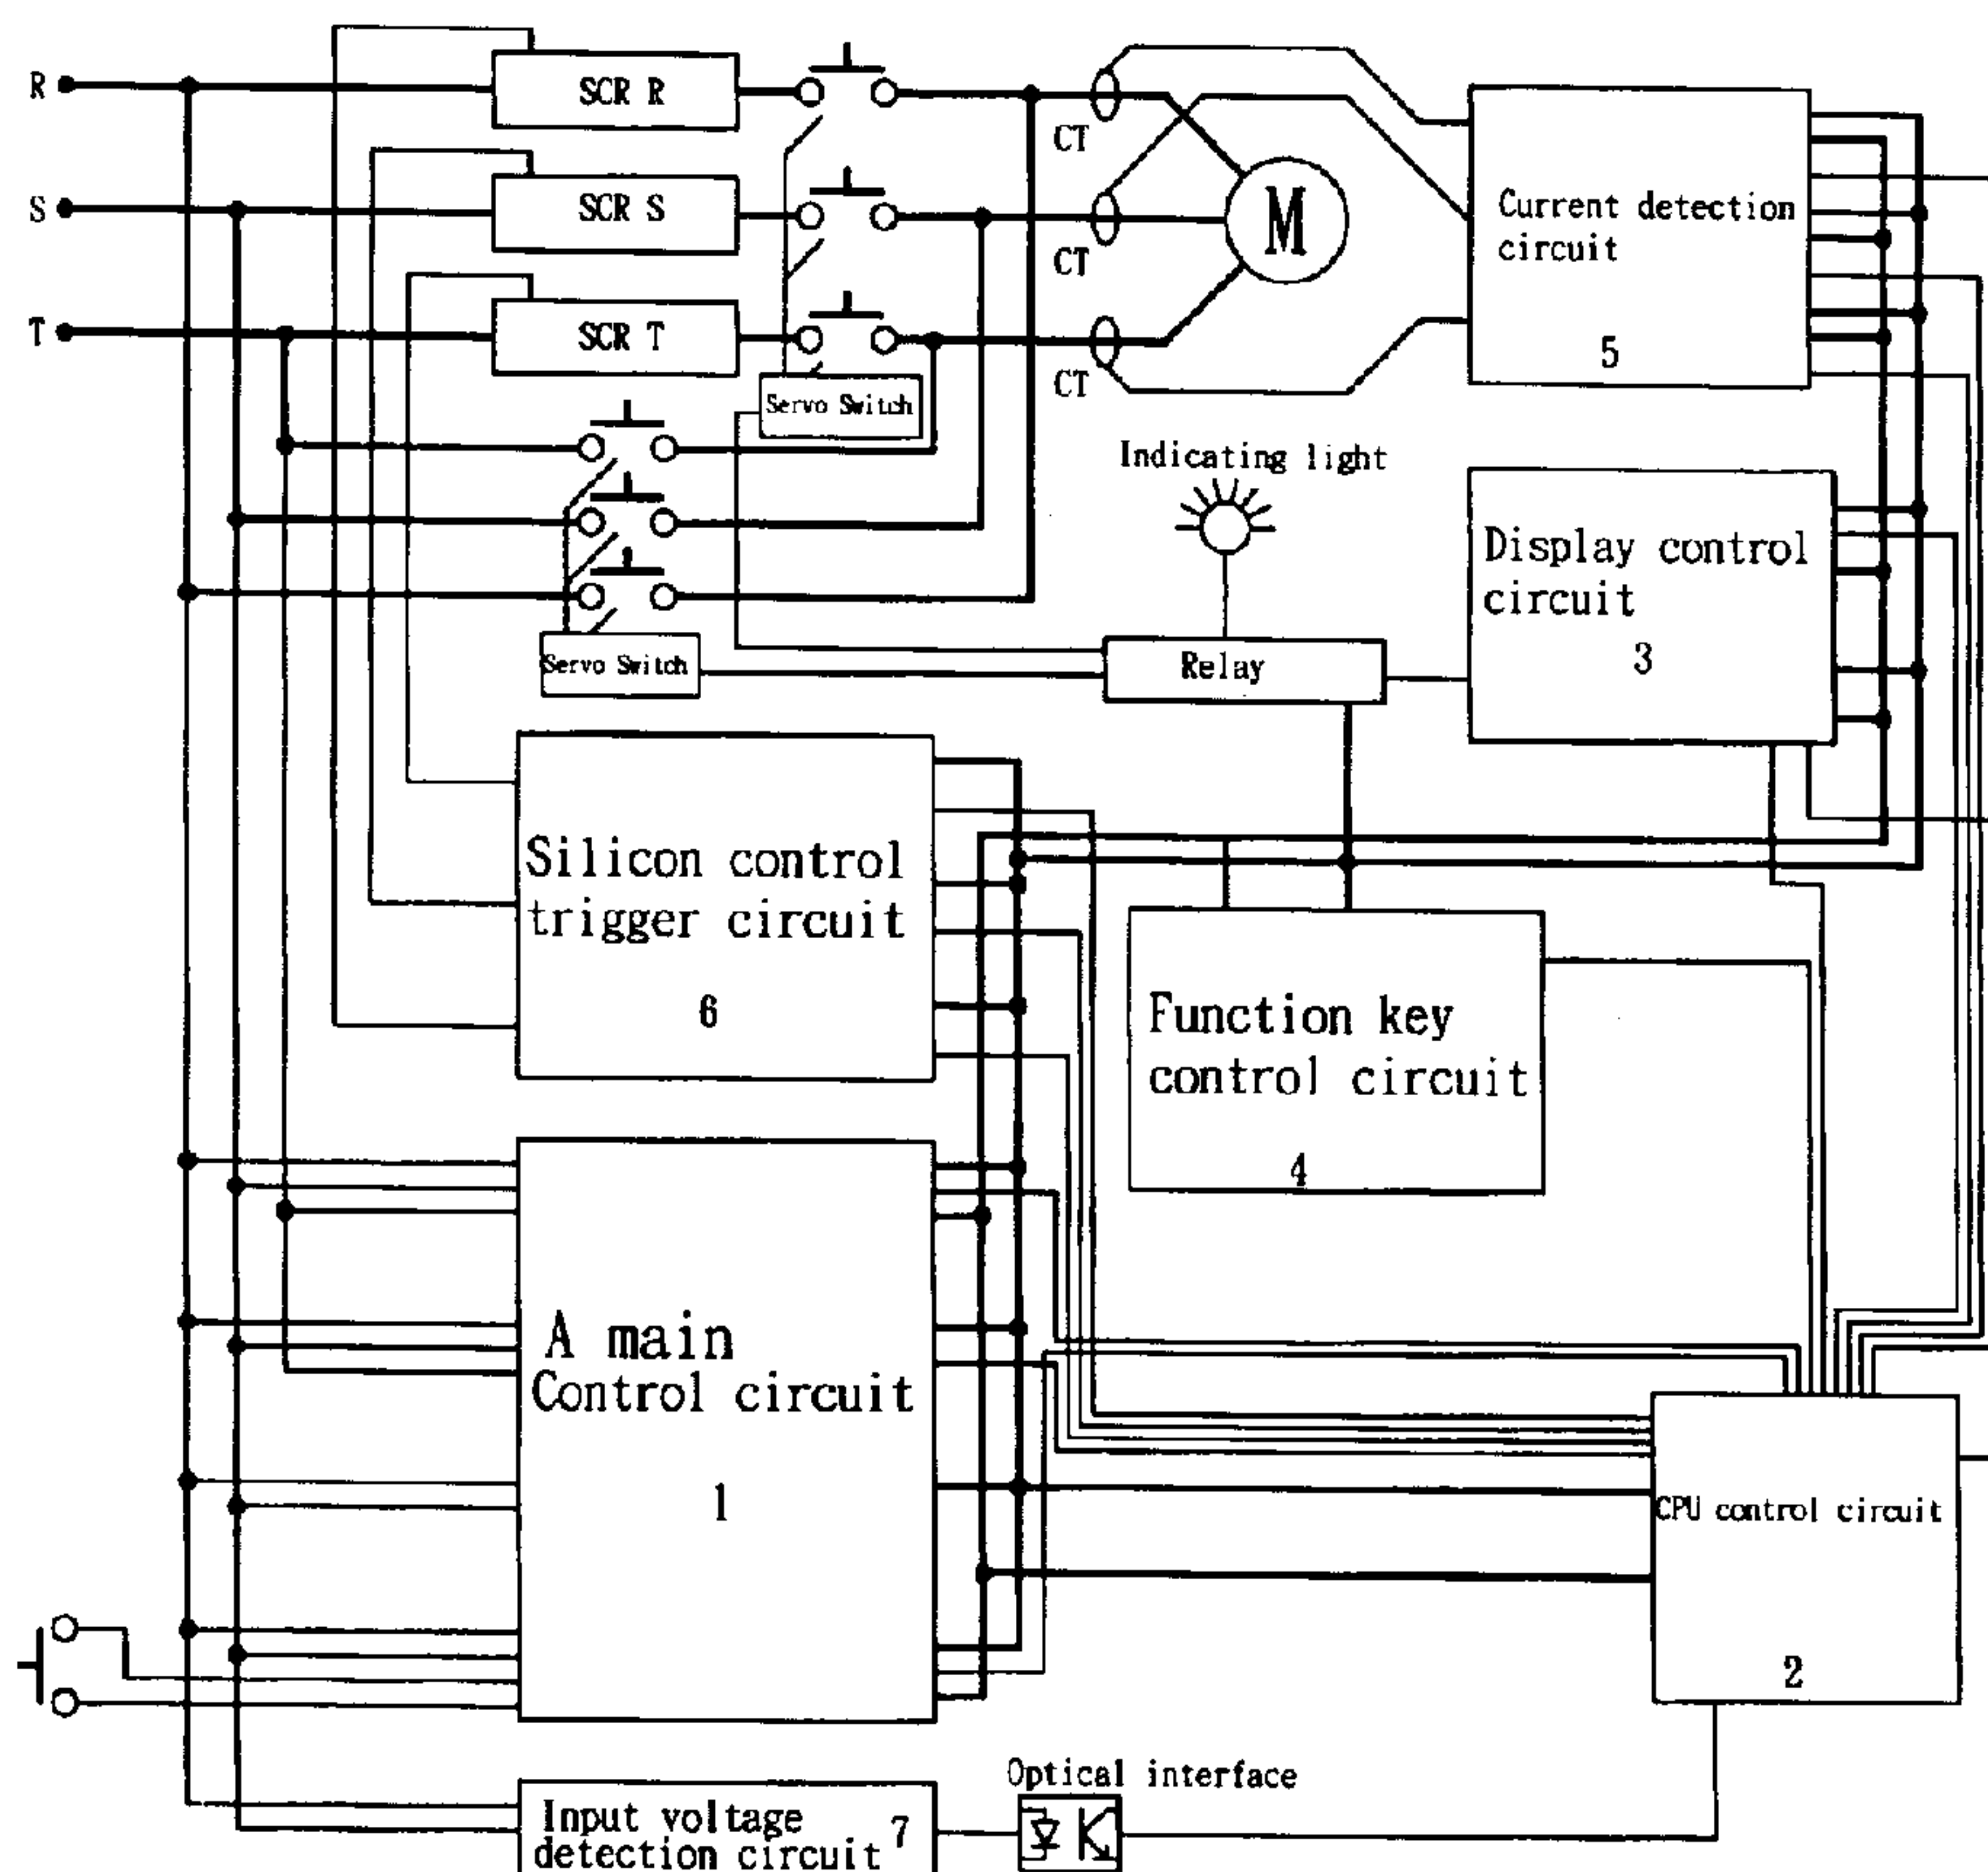 R
SCR R
CT
S
SCR S
M
Current detection
circuit
5
CT
T
SCR T
CT
Servo Switch
Indicating light
Display control
circuit
3
Servo Switch
Relay
Silicon control
trigger circuit
6
Function key
control circuit
4
A main
Control circuit
1
CPU control circuit
2
Optical interface
Input voltage
detection circuit
7